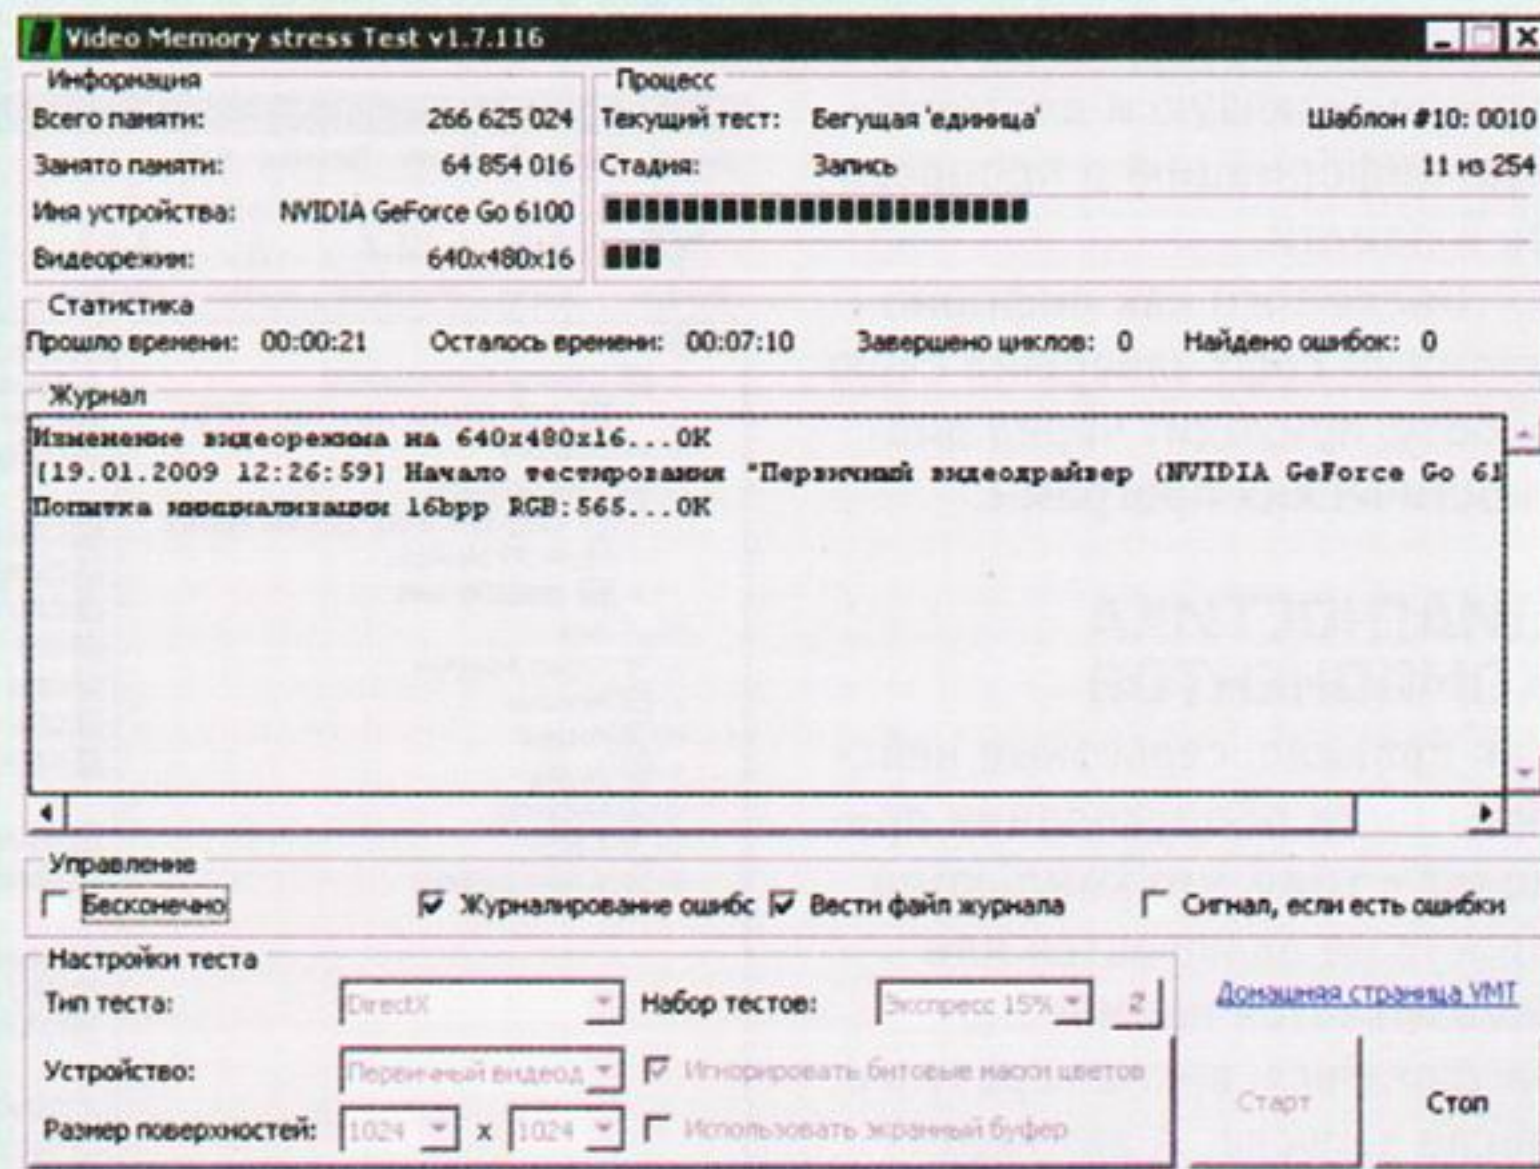 Video Memory stress Test v1.7.116
Информация
Всего памяти: 266 625 024
Занято памяти: 64 854 016
Имя устройства: NVIDIA GeForce Go 6100
Видеорежим: 640x480x16
Процесс
Текущий тест: Бегущая 'единица' Шаблон #10: 0010
Стадия: Запись 11 из 254
Статистика
Прошло времени: 00:00:21 Осталось времени: 00:07:10 Завершено циклов: 0 Найдено ошибок: 0
Журнал
Изменение видеорежима на 640x480x16...OK
[19.01.2009 12:26:59] Начало тестирования "Первичный видеодрайвер (NVIDIA GeForce Go 61
Попытка инициализации 16bpp RGB:565...OK
Управление
Бесконечно Журналирование ошибс Вести файл журнала Сигнал, если есть ошибки
Настройки теста
Тип теста: DirectX Набор тестов: Экспресс 15% 2
Домашняя страница VMT
Устройство: Первичный видеод Игнорировать битовые маски цветов
Размер поверхностей: 1024 x 1024 Использовать экранный буфер
Старт Стоп